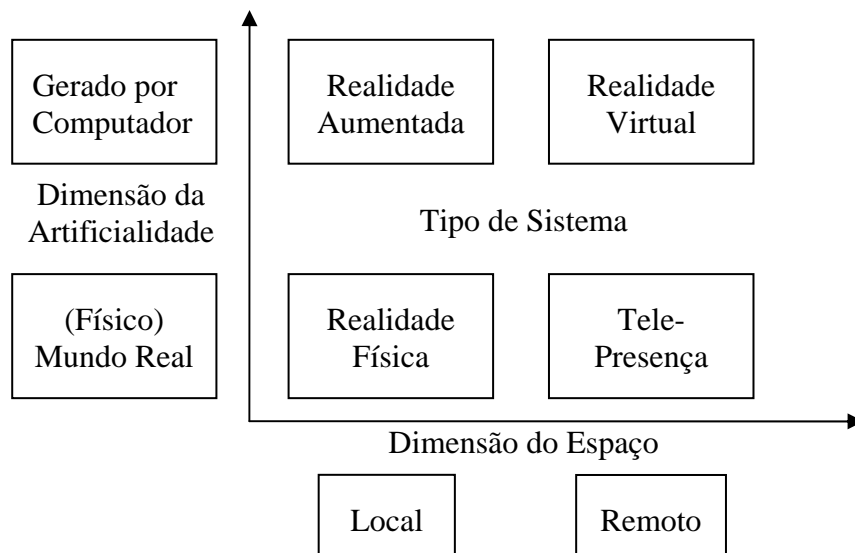 Gerado por
Computador
Realidade
Aumentada
Realidade
Virtual
Dimensão da
Artificialidade
Tipo de Sistema
(Físico)
Mundo Real
Realidade
Física
Tele-
Presença
Dimensão do Espaço
Local
Remoto